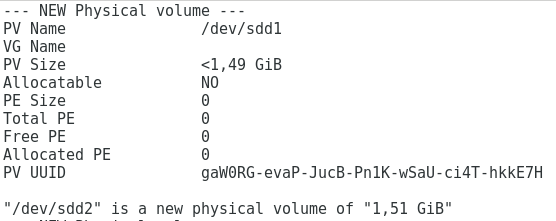 --- NEW Physical volume ---
PV Name /dev/sdd1
VG Name
PV Size <1,49 GiB
Allocatable NO
PE Size 0
Total PE 0
Free PE 0
Allocated PE 0
PV UUID gaW0RG-evaP-JucB-Pn1K-wSaU-ci4T-hkkE7H
"/dev/sdd2" is a new physical volume of "1,51 GiB"